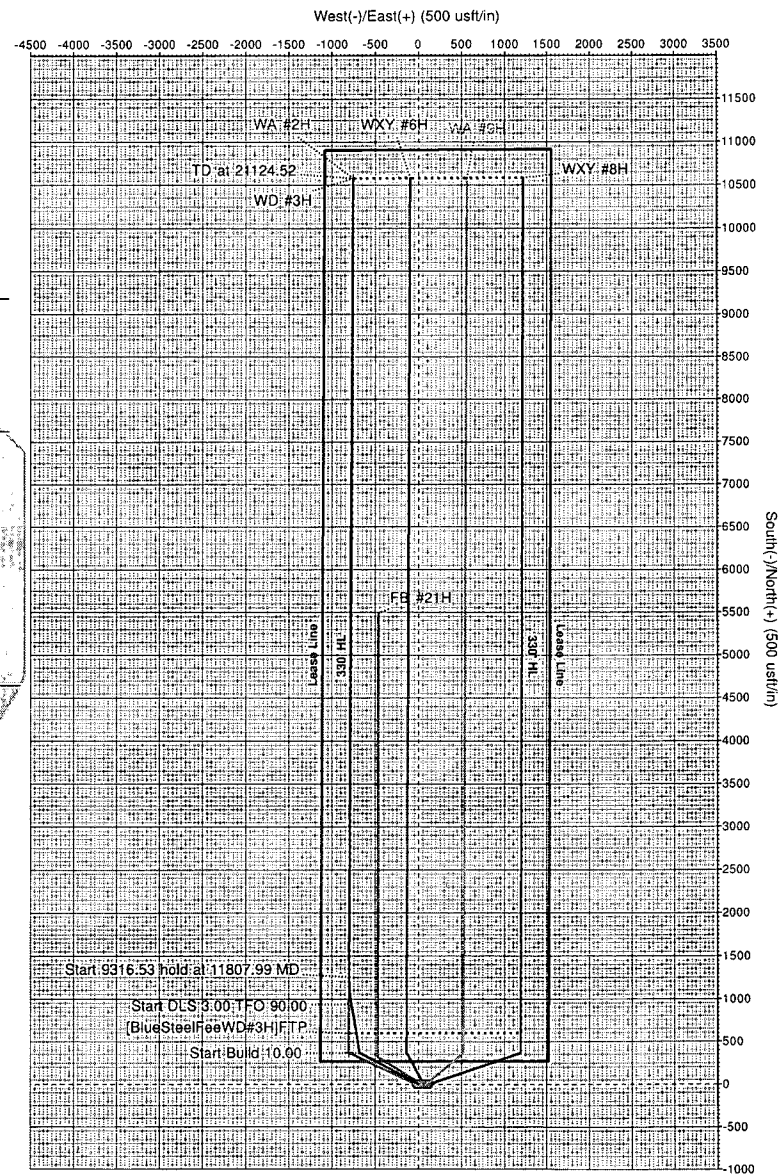 West(-)/East(+) (500 usft/in)
-4500 -4000 -3500 -3000 -2500 -2000 -1500 -1000 -500 0 500 1000 1500 2000 2500 3000 3500
11500
WA #2H WXY #6H WA
11000
TD at 21124.52 WXY #8H
10500
WD #3H
10000
9500
9000
8500
8000
7500
7000
6500
South(-)/North(+) (500 usft/in)
6000
FB #21H
5500
Lease Line 330' HL 330' HL Lease Line
5000
4500
4000
3500
3000
2500
2000
1500
Start 9316.53 hold at 11807.99 MD
1000
Start DLS 3.00 TFO 90.00
[BlueSteelFeeWD#3H]FTP
500
Start Build 10.00
0
-500
-1000